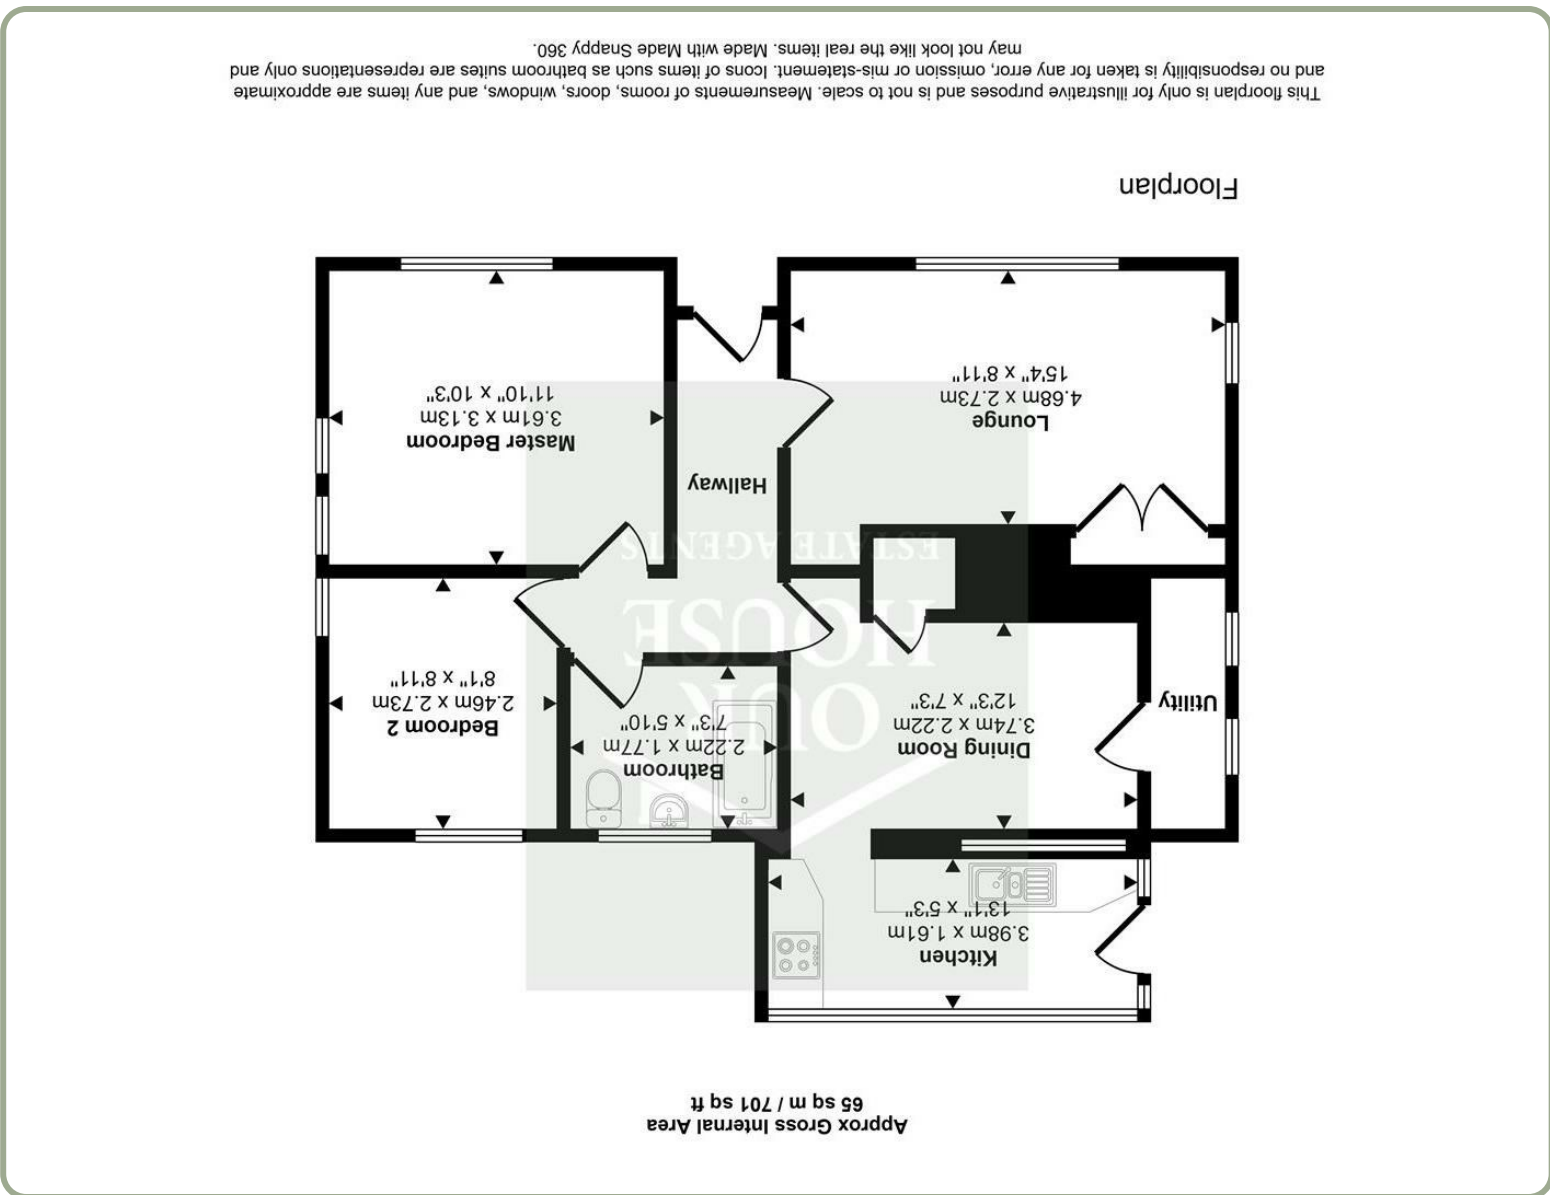 Approx Gross Internal Area
65 sq m / 701 sq ft
Kitchen
3.98m x 1.61m
13'1" x 5'3"
Utility
Dining Room
3.74m x 2.22m
12'3" x 7'3"
Bathroom
2.22m x 1.77m
7'3" x 5'10"
Bedroom 2
2.46m x 2.73m
8'1" x 8'11"
OUR
HOUSE
ESTATE AGENTS
Hallway
Lounge
4.68m x 2.73m
15'4" x 8'11"
Master Bedroom
3.61m x 3.13m
11'10" x 10'3"
Floorplan
This floorplan is only for illustrative purposes and is not to scale. Measurements of rooms, doors, windows, and any items are approximate
and no responsibility is taken for any error, omission or mis-statement. Icons of items such as bathroom suites are representations only and
may not look like the real items. Made with Made Snappy 360.